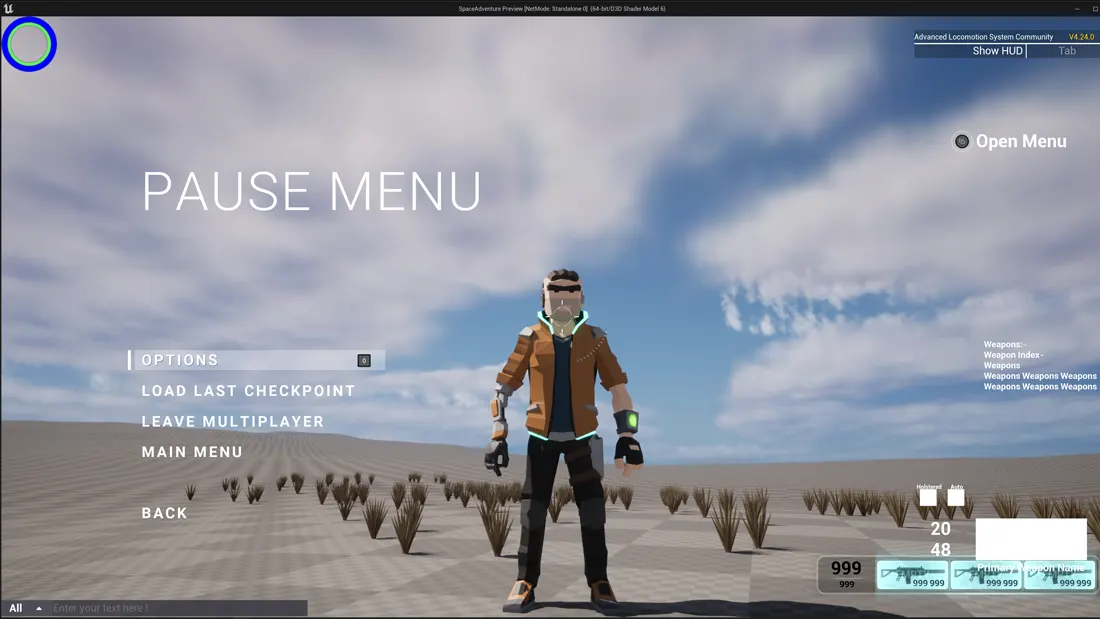 SpaceAdventure Preview [NetMode: Standalone 0] (64-bit/D3D Shader Model 6)
Advanced Locomotion System Community V4.24.0
Show HUD Tab
Open Menu
PAUSE MENU
OPTIONS
LOAD LAST CHECKPOINT
LEAVE MULTIPLAYER
MAIN MENU
BACK
Weapons:-
Weapon Index-
Weapons
Weapons Weapons Weapons
Weapons Weapons Weapons
Holstered Auto
20
48
Primary Weapon Name
999
999
999 999
999 999
999 999
All Enter your text here !